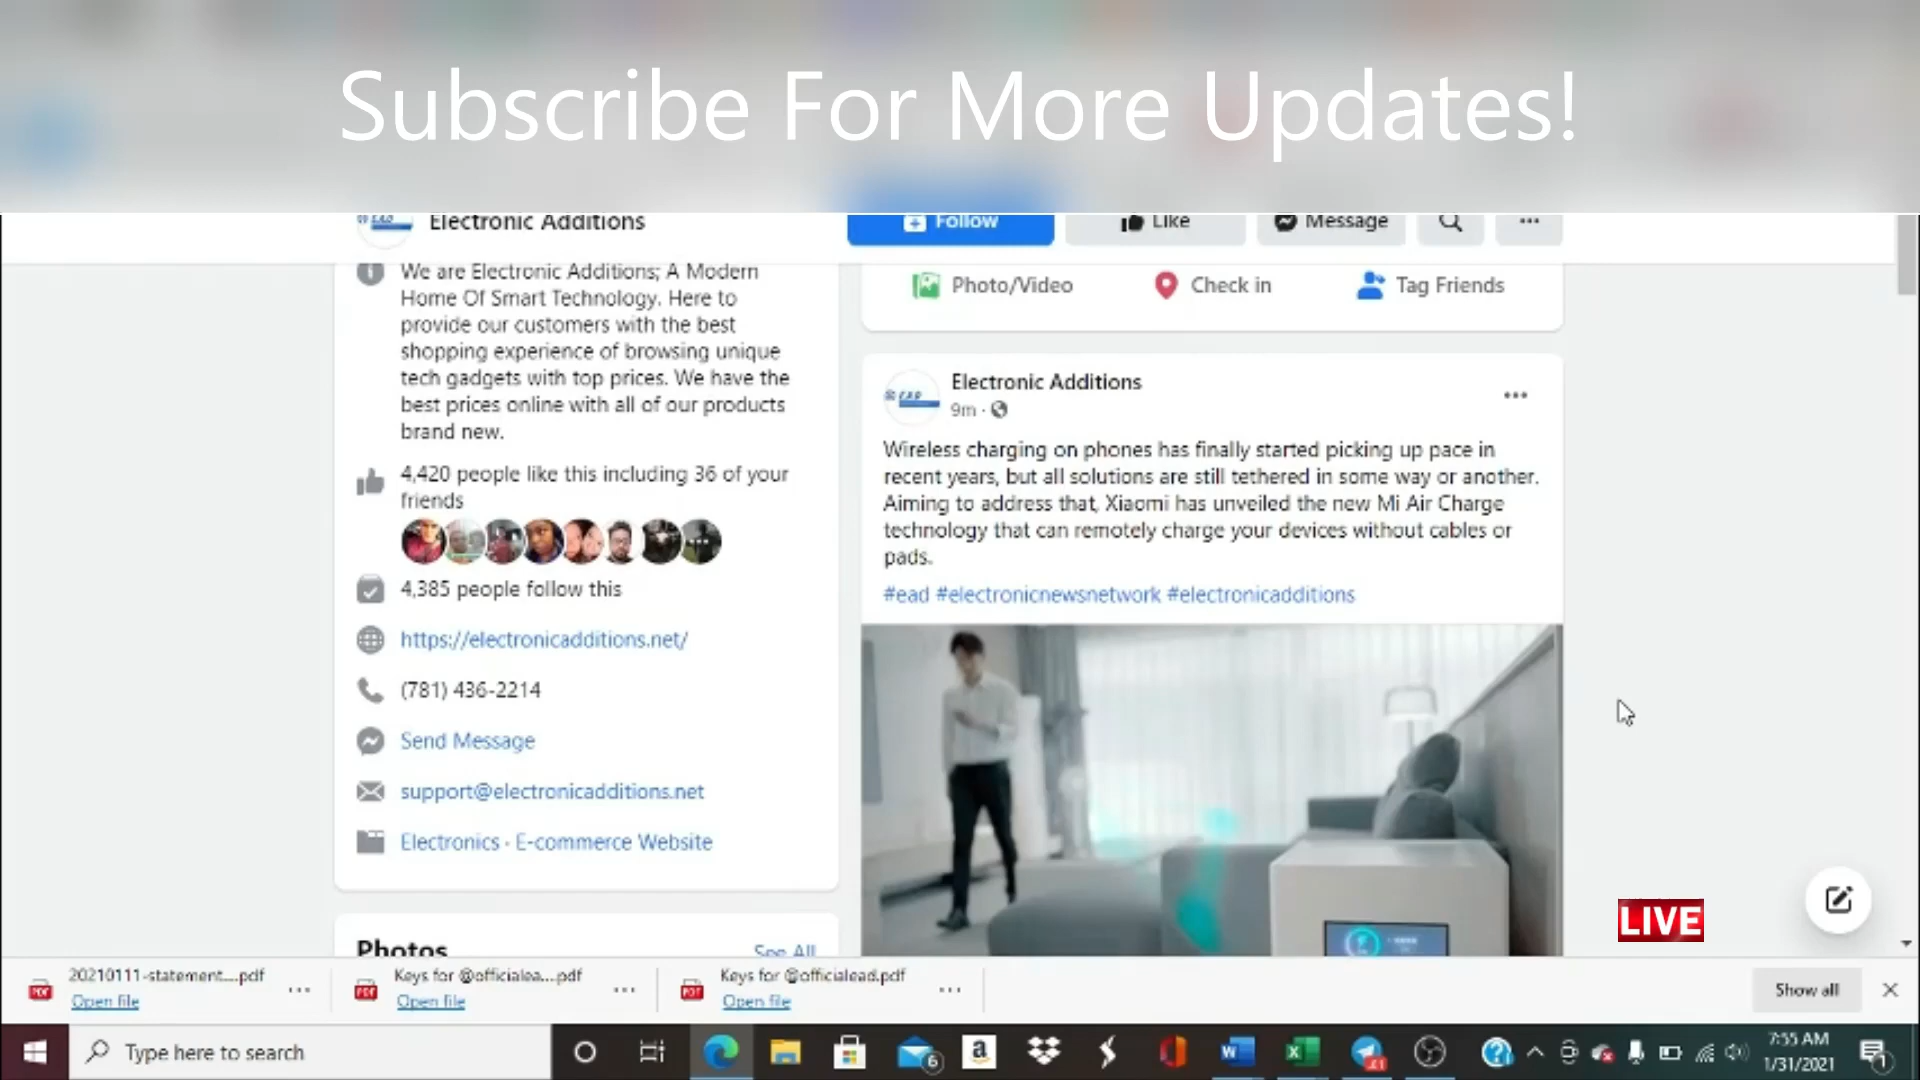 Subscribe For More Updates!
Electronic Additions
Follow
Like
Message
We are Electronic Additions; A Modern
Home Of Smart Technology. Here to
provide our customers with the best
shopping experience of browsing unique
tech gadgets with top prices. We have the
best prices online with all of our products
brand new.
4,420 people like this including 36 of your
friends
4,385 people follow this
https://electronicadditions.net/
(781) 436-2214
Send Message
support@electronicadditions.net
Electronics · E-commerce Website
Photos
See All
Photo/Video
Check in
Tag Friends
Electronic Additions
9m ·
Wireless charging on phones has finally started picking up pace in
recent years, but all solutions are still tethered in some way or another.
Aiming to address that, Xiaomi has unveiled the new Mi Air Charge
technology that can remotely charge your devices without cables or
pads.
#ead #electronicnewsnetwork #electronicadditions
LIVE
20210111-statement....pdf
Open file
Keys for @officialea...pdf
Open file
Keys for @officialead.pdf
Open file
Show all
Type here to search
6
7:55 AM
1/31/2021
1